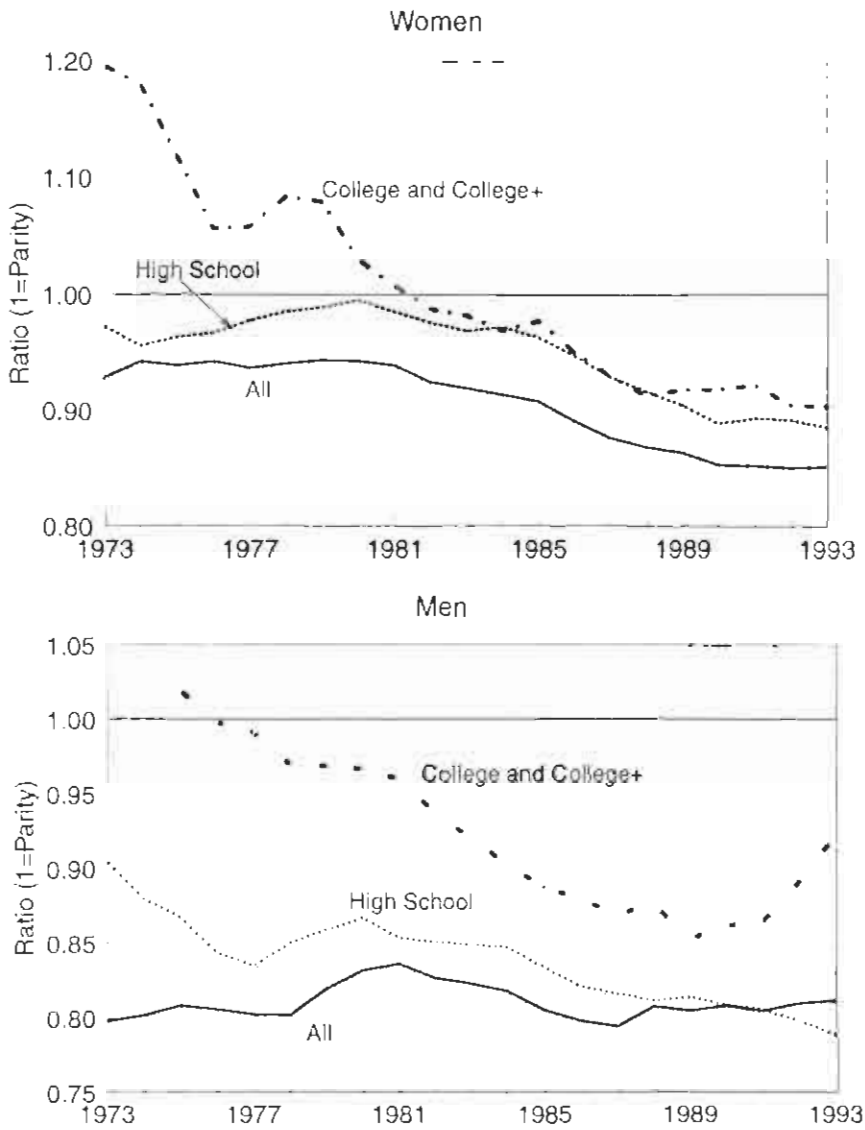 Women
1.20
1.10
1.00
0.90
0.80
Ratio (1=Parity)
College and College+
High School
All
1973 1977 1981 1985 1989 1993
Men
1.05
1.00
0.95
0.90
0.85
0.80
0.75
Ratio (1=Parity)
College and College+
High School
All
1973 1977 1981 1985 1989 1993